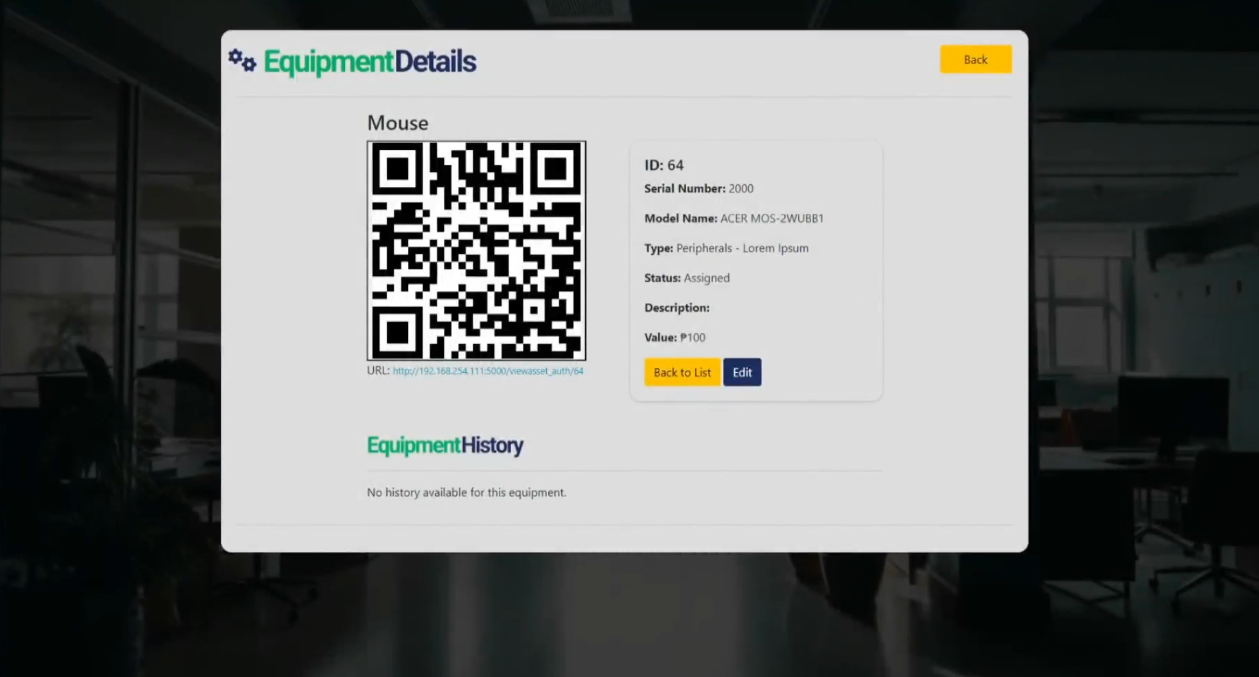 EquipmentDetails
Back
Mouse
URL: http://192.168.254.111:5000/viewasset_auth/64
ID: 64
Serial Number: 2000
Model Name: ACER MOS-2WUBB1
Type: Peripherals - Lorem Ipsum
Status: Assigned
Description:
Value: ₱100
Back to List
Edit
EquipmentHistory
No history available for this equipment.